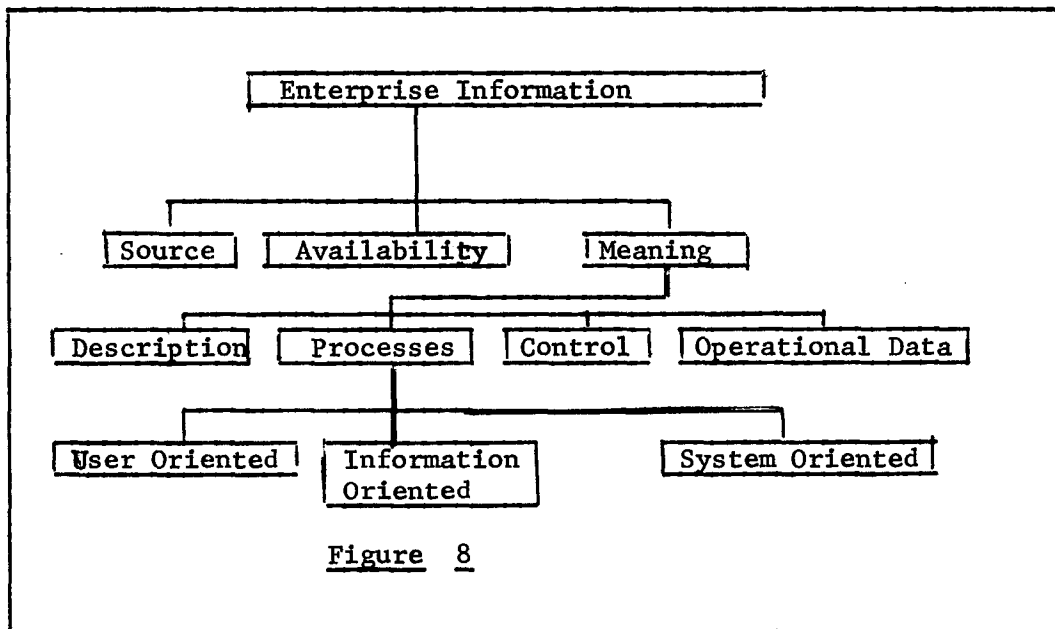 Enterprise Information
Source Availability Meaning
Description Processes Control Operational Data
User Oriented Information Oriented System Oriented
Figure 8